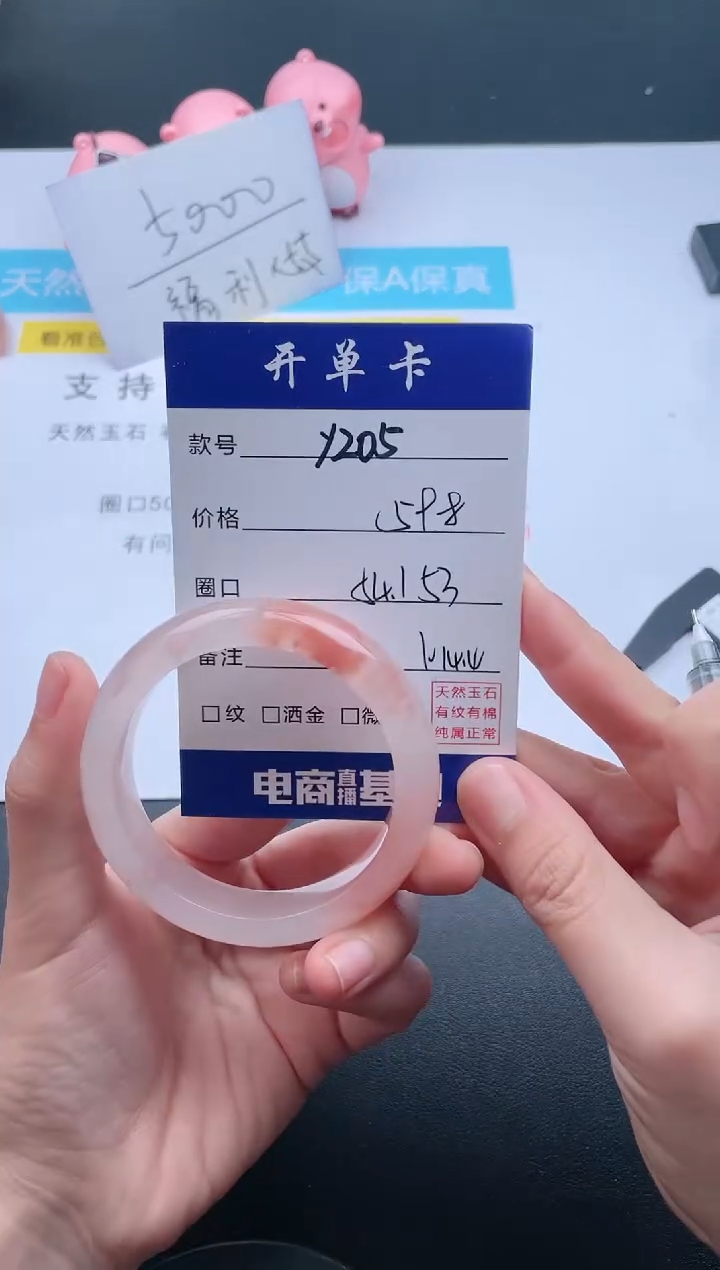 5000
福利件
天然
保A保真
看准
支持
天然玉石
圈口50
有问
开单卡
款号 Y205
价格 598
圈口 54.1 53
备注
□纹 □洒金 □微
天然玉石
有纹有棉
纯属正常
电商直播基